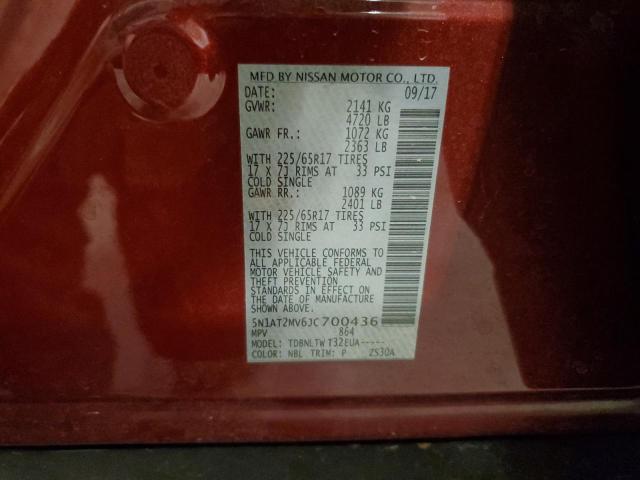 MFD BY NISSAN MOTOR CO., LTD.
DATE: 09/17
GVWR: 2141 KG
4720 LB
GAWR FR.: 1072 KG
2363 LB
WITH 225/65R17 TIRES
17 X 7J RIMS AT 33 PSI
COLD SINGLE
GAWR RR.: 1089 KG
2401 LB
WITH 225/65R17 TIRES
17 X 7J RIMS AT 33 PSI
COLD SINGLE
THIS VEHICLE CONFORMS TO
ALL APPLICABLE FEDERAL
MOTOR VEHICLE SAFETY AND
THEFT PREVENTION
STANDARDS IN EFFECT ON
THE DATE OF MANUFACTURE
SHOWN ABOVE.
5N1AT2MV6JC700436
MPV 864
MODEL: TDBNLTW T32EUA-----
COLOR: NBL TRIM: P ZS30A